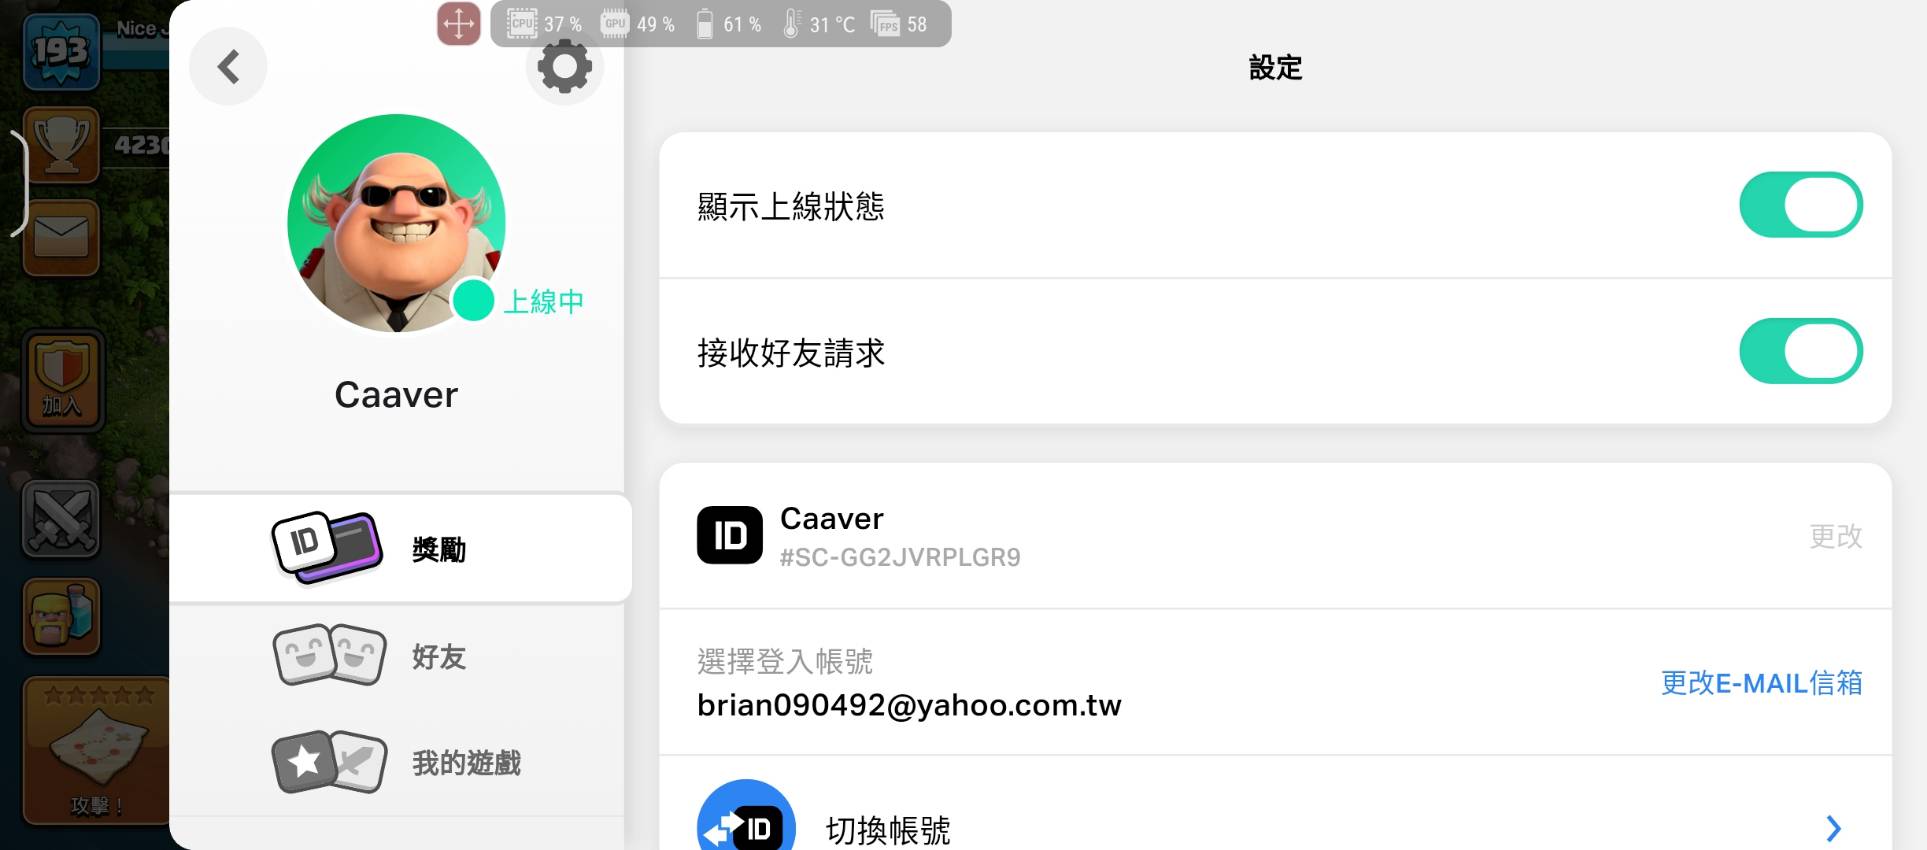 193
Nice J
4230
加入
攻擊！
CPU 37 % GPU 49 % 61 % 31 °C FPS 58
上線中
Caaver
ID 獎勵
好友
我的遊戲
設定
顯示上線狀態
接收好友請求
ID Caaver
#SC-GG2JVRPLGR9
更改
選擇登入帳號
brian090492@yahoo.com.tw
更改E-MAIL信箱
ID 切換帳號